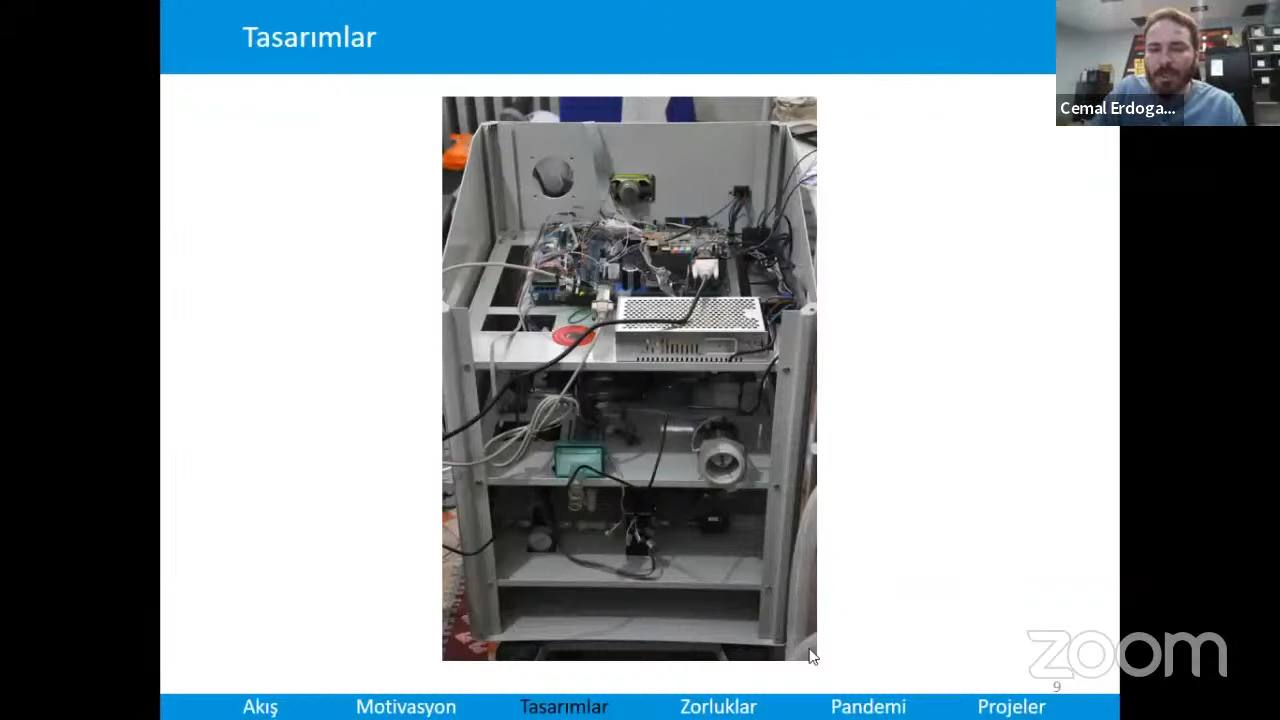 Tasarımlar
Cemal Erdoga...
zoom
9
Akış
Motivasyon
Tasarımlar
Zorluklar
Pandemi
Projeler